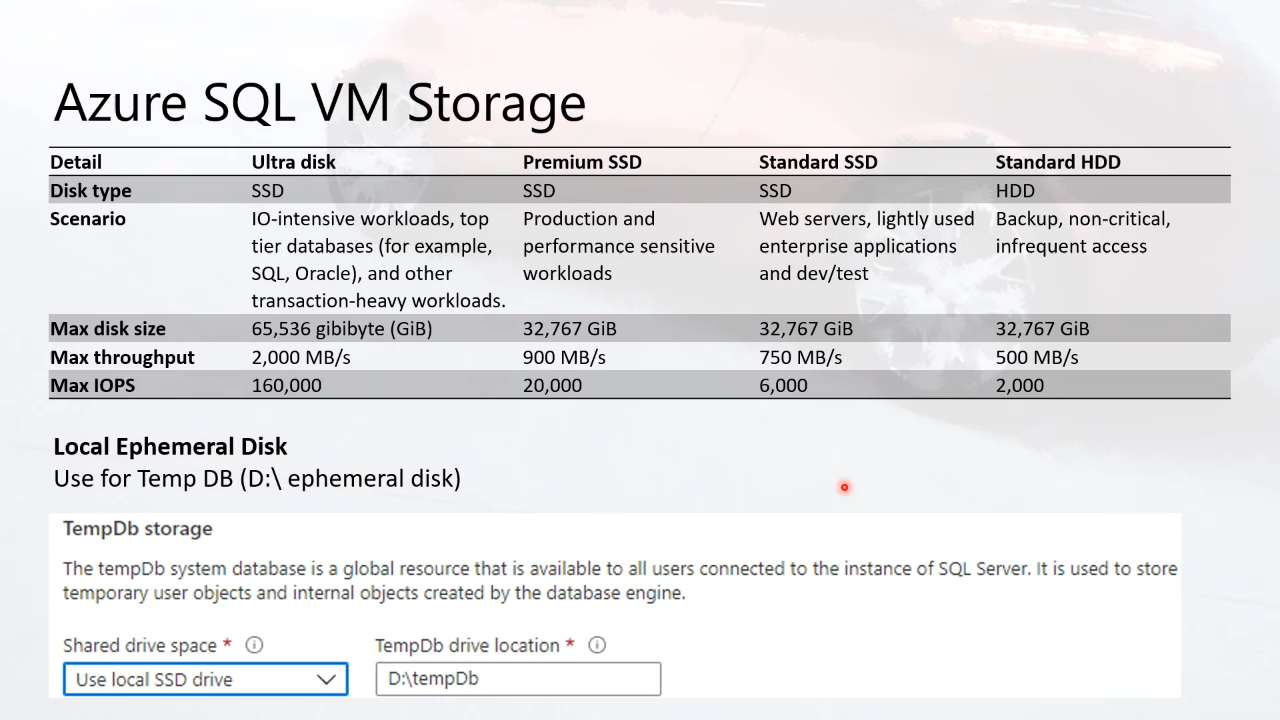 Azure SQL VM Storage
Detail Ultra disk Premium SSD Standard SSD Standard HDD
Disk type SSD SSD SSD HDD
Scenario IO-intensive workloads, top Production and Web servers, lightly used Backup, non-critical,
tier databases (for example, performance sensitive enterprise applications infrequent access
SQL, Oracle), and other workloads and dev/test
transaction-heavy workloads.
Max disk size 65,536 gibibyte (GiB) 32,767 GiB 32,767 GiB 32,767 GiB
Max throughput 2,000 MB/s 900 MB/s 750 MB/s 500 MB/s
Max IOPS 160,000 20,000 6,000 2,000
Local Ephemeral Disk
Use for Temp DB (D:\ ephemeral disk)
TempDb storage
The tempDb system database is a global resource that is available to all users connected to the instance of SQL Server. It is used to store
temporary user objects and internal objects created by the database engine.
Shared drive space * TempDb drive location *
Use local SSD drive D:\tempDb